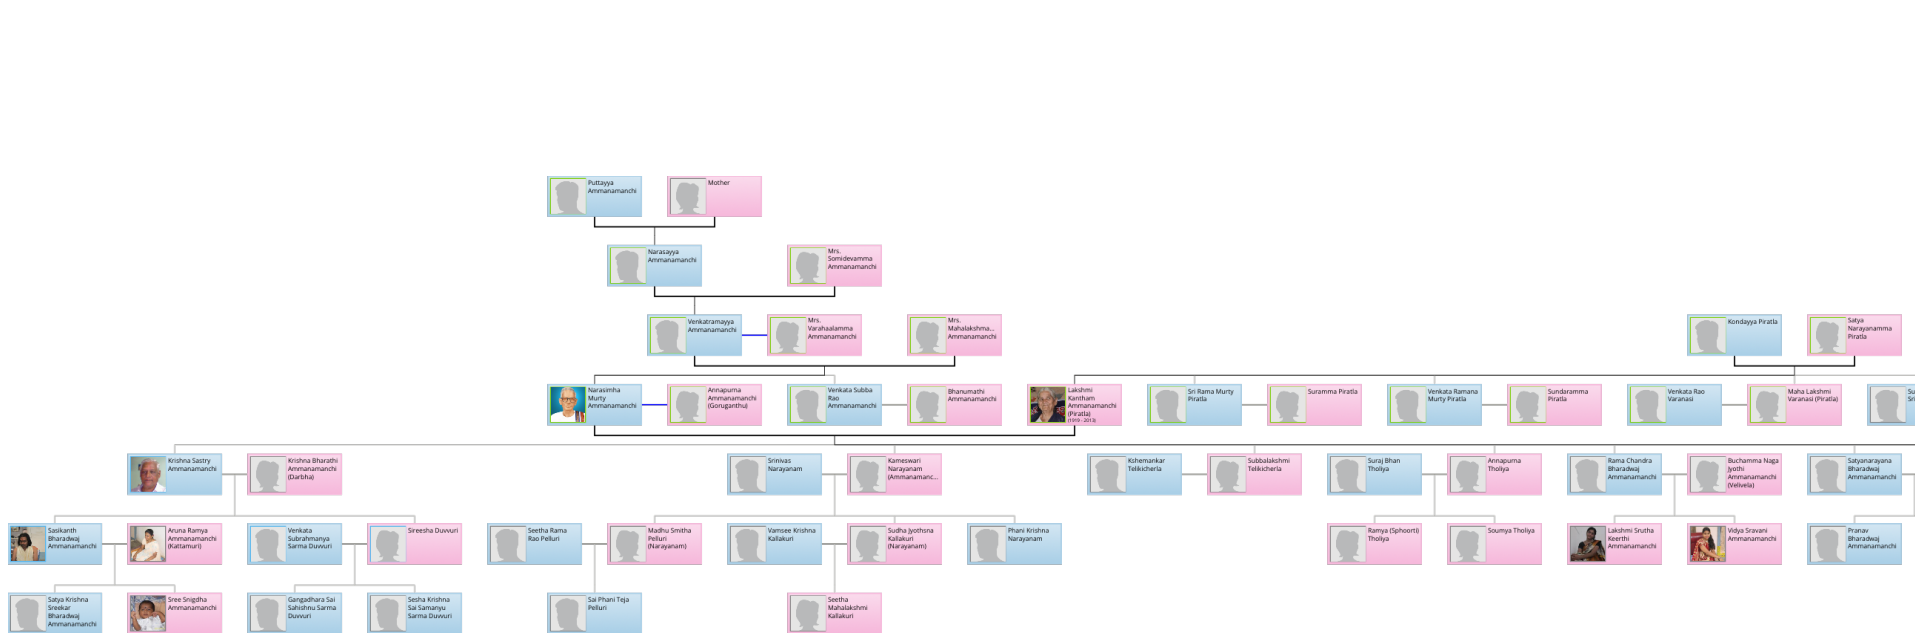 Puttayya
Ammanamanchi
Mother
Narasayya
Ammanamanchi
Mrs.
Somidevamma
Ammanamanchi
Venkatramayya
Ammanamanchi
Mrs.
Varahaalamma
Ammanamanchi
Mrs.
Mahalakshma...
Ammanamanchi
Kondayya Piratla
Satya
Narayanamma
Piratla
Narasimha
Murty
Ammanamanchi
Annapurna
Ammanamanchi
(Goruganthu)
Venkata Subba
Rao
Ammanamanchi
Bhanumathi
Ammanamanchi
Lakshmi
Kantham
Ammanamanchi
(Piratla)
(1919 - 2013)
Sri Rama Murty
Piratla
Suramma Piratla
Venkata Ramana
Murty Piratla
Sundaramma
Piratla
Venkata Rao
Varanasi
Maha Lakshmi
Varanasi (Piratla)
Su
Sri
Krishna Sastry
Ammanamanchi
Krishna Bharathi
Ammanamanchi
(Darbha)
Srinivas
Narayanam
Kameswari
Narayanam
(Ammanamanc...
Kshemankar
Telikicherla
Subbalakshmi
Telikicherla
Suraj Bhan
Tholiya
Annapurna
Tholiya
Rama Chandra
Bharadwaj
Ammanamanchi
Buchamma Naga
Jyothi
Ammanamanchi
(Velivela)
Satyanarayana
Bharadwaj
Ammanamanchi
Sasikanth
Bharadwaj
Ammanamanchi
Aruna Ramya
Ammanamanchi
(Kattamuri)
Venkata
Subrahmanya
Sarma Duvvuri
Sireesha Duvvuri
Seetha Rama
Rao Pelluri
Madhu Smitha
Pelluri
(Narayanam)
Vamsee Krishna
Kallakuri
Sudha Jyothsna
Kallakuri
(Narayanam)
Phani Krishna
Narayanam
Ramya (Sphoorti)
Tholiya
Soumya Tholiya
Lakshmi Srutha
Keerthi
Ammanamanchi
Vidya Sravani
Ammanamanchi
Pranav
Bharadwaj
Ammanamanchi
Satya Krishna
Sreekar
Bharadwaj
Ammanamanchi
Sree Snigdha
Ammanamanchi
Gangadhara Sai
Sahishnu Sarma
Duvvuri
Sesha Krishna
Sai Samanyu
Sarma Duvvuri
Sai Phani Teja
Pelluri
Seetha
Mahalakshmi
Kallakuri